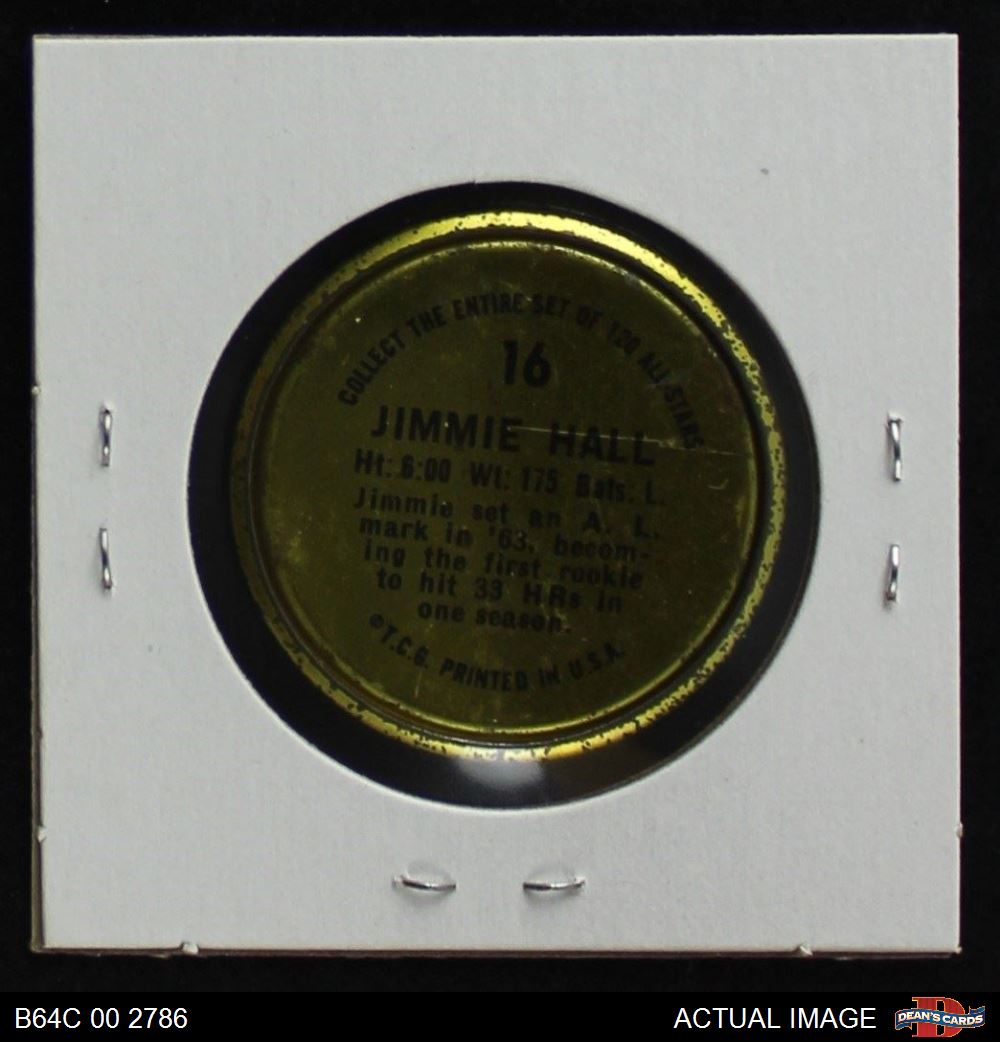 COLLECT THE ENTIRE SET OF 120 ALL-STARS
16
JIMMIE HALL
Ht: 6:00 Wt: 175 Bats: L.
Jimmie set an A. L.
mark in '63, becom-
ing the first rookie
to hit 33 HRs in
one season.
©T.C.G. PRINTED IN U.S.A.
B64C 00 2786
ACTUAL IMAGE
D
DEAN'S CARDS